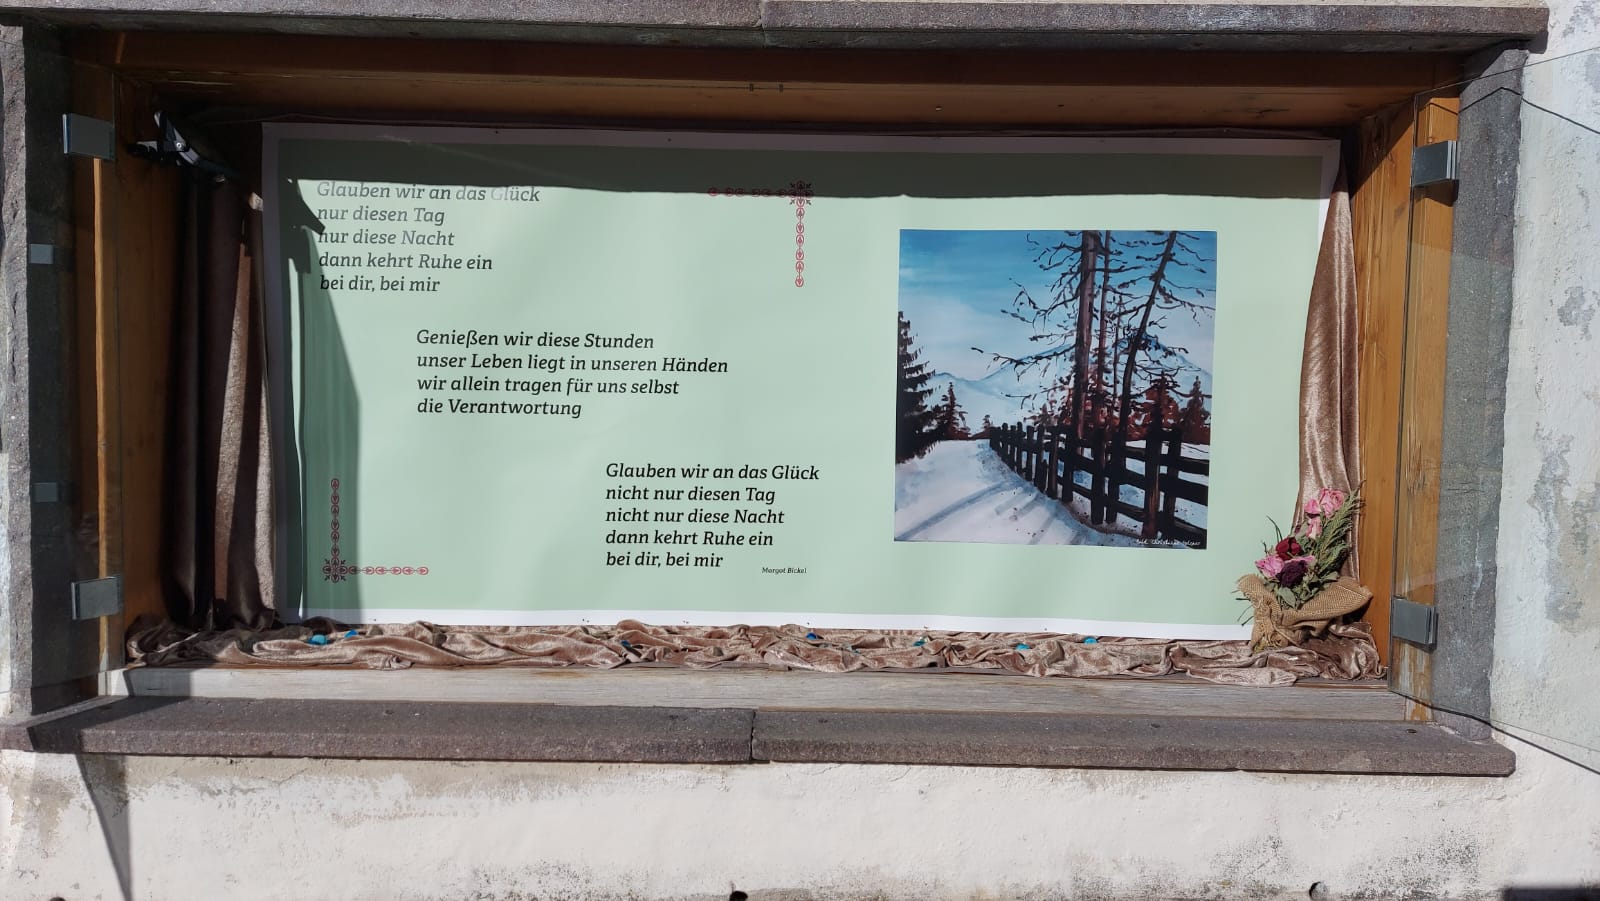 Glauben wir an das Glück
nur diesen Tag
nur diese Nacht
dann kehrt Ruhe ein
bei dir, bei mir
Genießen wir diese Stunden
unser Leben liegt in unseren Händen
wir allein tragen für uns selbst
die Verantwortung
Glauben wir an das Glück
nicht nur diesen Tag
nicht nur diese Nacht
dann kehrt Ruhe ein
bei dir, bei mir
Margot Bickel